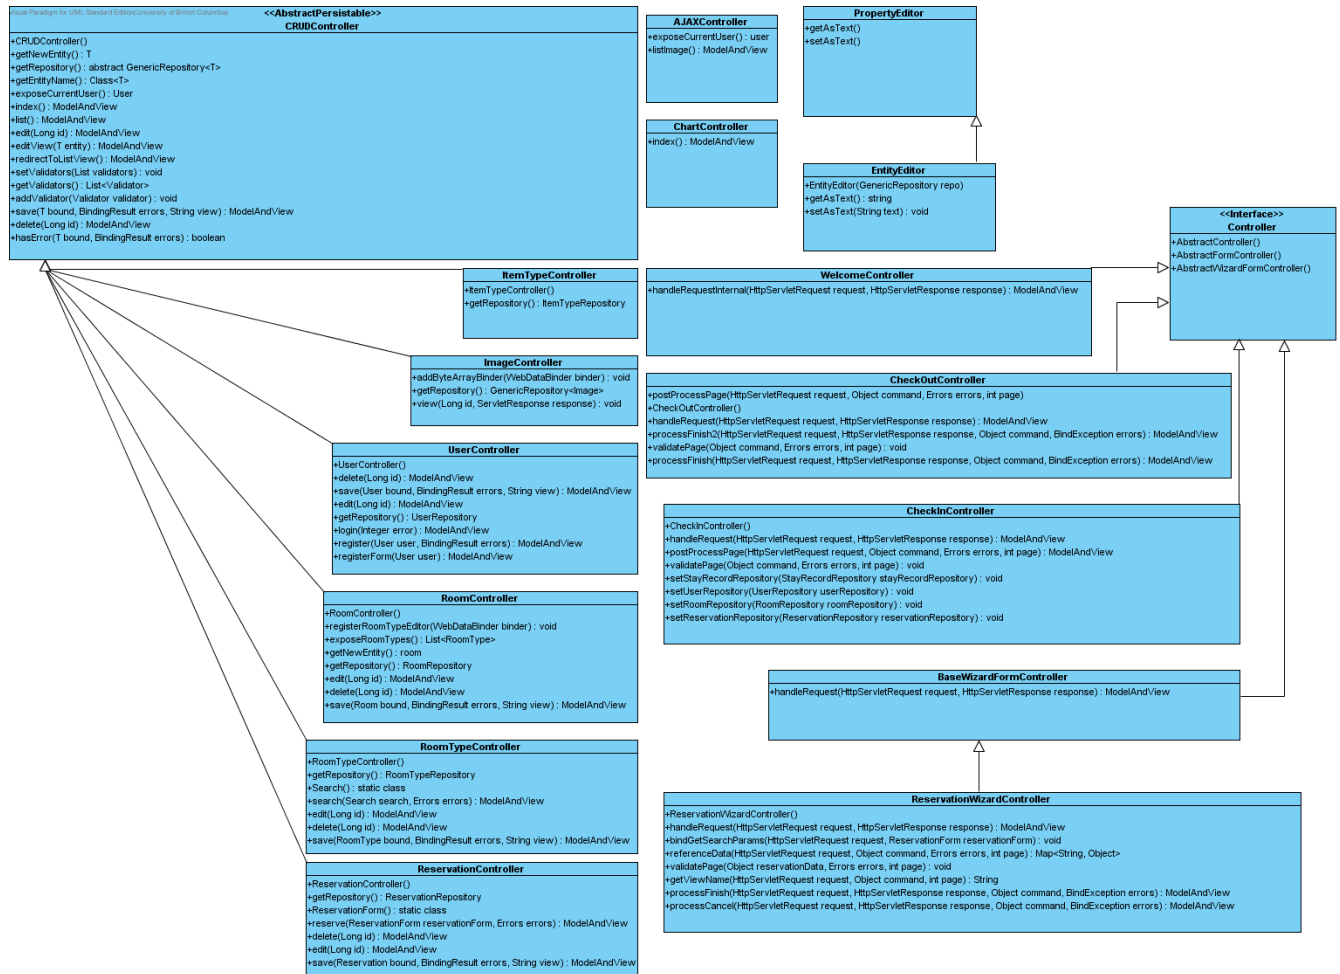 Visual Paradigm for UML Standard Edition(University of British Columbia)
<<AbstractPersistable>>
CRUDController
+CRUDController()
+getNewEntity() : T
+getRepository() : abstract GenericRepository<T>
+getEntityName() : Class<T>
+exposeCurrentUser() : User
+index() : ModelAndView
+list() : ModelAndView
+edit(Long id) : ModelAndView
+editView(T entity) : ModelAndView
+redirectToListView() : ModelAndView
+setValidators(List validators) : void
+getValidators() : List<Validator>
+addValidator(Validator validator) : void
+save(T bound, BindingResult errors, String view) : ModelAndView
+delete(Long id) : ModelAndView
+hasError(T bound, BindingResult errors) : boolean
AJAXController
+exposeCurrentUser() : user
+listImage() : ModelAndView
ChartController
+index() : ModelAndView
PropertyEditor
+getAsText()
+setAsText()
EntityEditor
+EntityEditor(GenericRepository repo)
+getAsText() : string
+setAsText(String text) : void
<<Interface>>
Controller
+AbstractController()
+AbstractFormController()
+AbstractWizardFormController()
ItemTypeController
+ItemTypeController()
+getRepository() : ItemTypeRepository
WelcomeController
+handleRequestInternal(HttpServletRequest request, HttpServletResponse response) : ModelAndView
ImageController
+addByteArrayBinder(WebDataBinder binder) : void
+getRepository() : GenericRepository<Image>
+view(Long id, ServletResponse response) : void
CheckOutController
+postProcessPage(HttpServletRequest request, Object command, Errors errors, int page)
+CheckOutController()
+handleRequest(HttpServletRequest request, HttpServletResponse response) : ModelAndView
+processFinish2(HttpServletRequest request, HttpServletResponse response, Object command, BindException errors) : ModelAndView
+validatePage(Object command, Errors errors, int page) : void
+processFinish(HttpServletRequest request, HttpServletResponse response, Object command, BindException errors) : ModelAndView
UserController
+UserController()
+delete(Long id) : ModelAndView
+save(User bound, BindingResult errors, String view) : ModelAndView
+edit(Long id) : ModelAndView
+getRepository() : UserRepository
+login(Integer error) : ModelAndView
+register(User user, BindingResult errors) : ModelAndView
+registerForm(User user) : ModelAndView
CheckInController
+CheckInController()
+handleRequest(HttpServletRequest request, HttpServletResponse response) : ModelAndView
+postProcessPage(HttpServletRequest request, Object command, Errors errors, int page) : ModelAndView
+validatePage(Object command, Errors errors, int page) : void
+setStayRecordRepository(StayRecordRepository stayRecordRepository) : void
+setUserRepository(UserRepository userRepository) : void
+setRoomRepository(RoomRepository roomRepository) : void
+setReservationRepository(ReservationRepository reservationRepository) : void
RoomController
+RoomController()
+registerRoomTypeEditor(WebDataBinder binder) : void
+exposeRoomTypes() : List<RoomType>
+getNewEntity() : room
+getRepository() : RoomRepository
+edit(Long id) : ModelAndView
+delete(Long id) : ModelAndView
+save(Room bound, BindingResult errors, String view) : ModelAndView
BaseWizardFormController
+handleRequest(HttpServletRequest request, HttpServletResponse response) : ModelAndView
RoomTypeController
+RoomTypeController()
+getRepository() : RoomTypeRepository
+Search() : static class
+search(Search search, Errors errors) : ModelAndView
+edit(Long id) : ModelAndView
+delete(Long id) : ModelAndView
+save(RoomType bound, BindingResult errors, String view) : ModelAndView
ReservationWizardController
+ReservationWizardController()
+handleRequest(HttpServletRequest request, HttpServletResponse response) : ModelAndView
+bindGetSearchParams(HttpServletRequest request, ReservationForm reservationForm) : void
+referenceData(HttpServletRequest request, Object command, Errors errors, int page) : Map<String, Object>
+validatePage(Object reservationData, Errors errors, int page) : void
+getViewName(HttpServletRequest request, Object command, int page) : String
+processFinish(HttpServletRequest request, HttpServletResponse response, Object command, BindException errors) : ModelAndView
+processCancel(HttpServletRequest request, HttpServletResponse response, Object command, BindException errors) : ModelAndView
ReservationController
+ReservationController()
+getRepository() : ReservationRepository
+ReservationForm() : static class
+reserve(ReservationForm reservationForm, Errors errors) : ModelAndView
+delete(Long id) : ModelAndView
+edit(Long id) : ModelAndView
+save(Reservation bound, BindingResult errors, String view) : ModelAndView